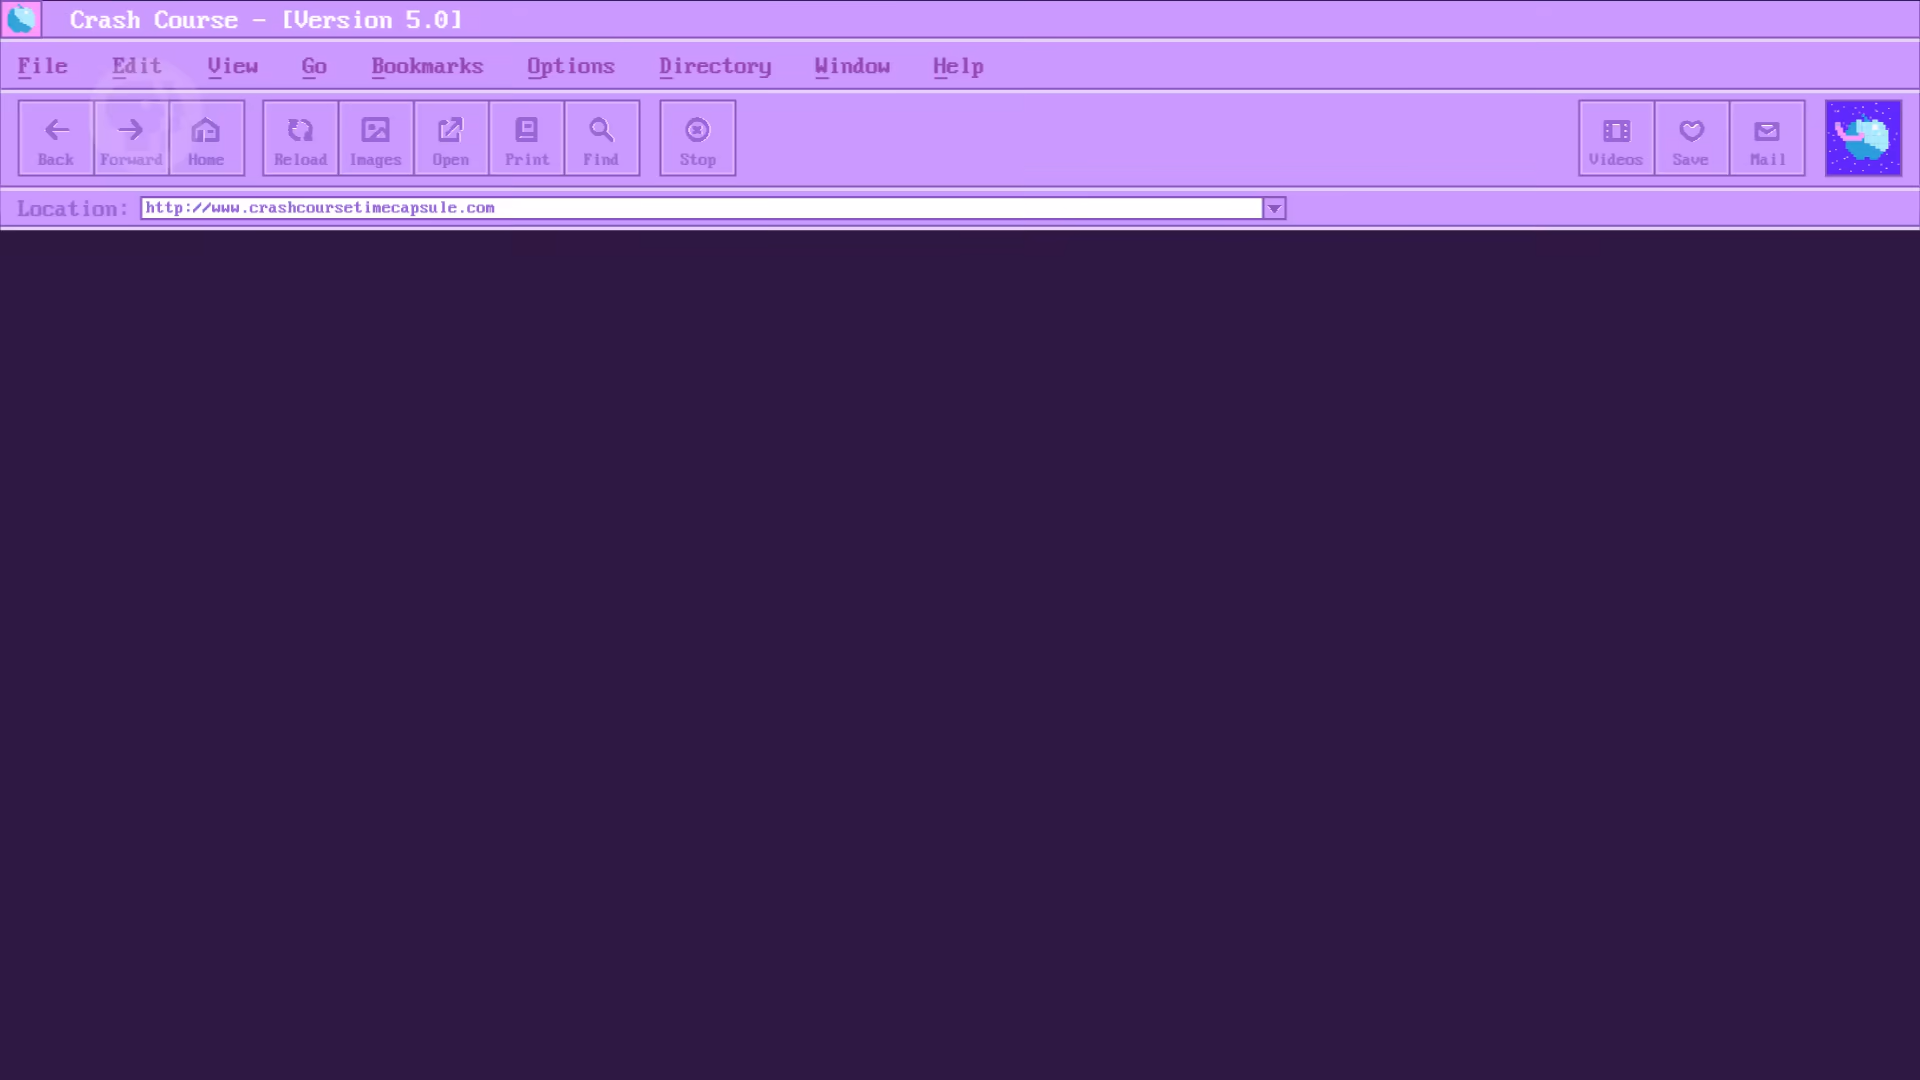 Crash Course - [Version 5.0]
File Edit View Go Bookmarks Options Directory Window Help
Back Forward Home Reload Images Open Print Find Stop Videos Save Mail
Location: http://www.crashcoursetimecapsule.com